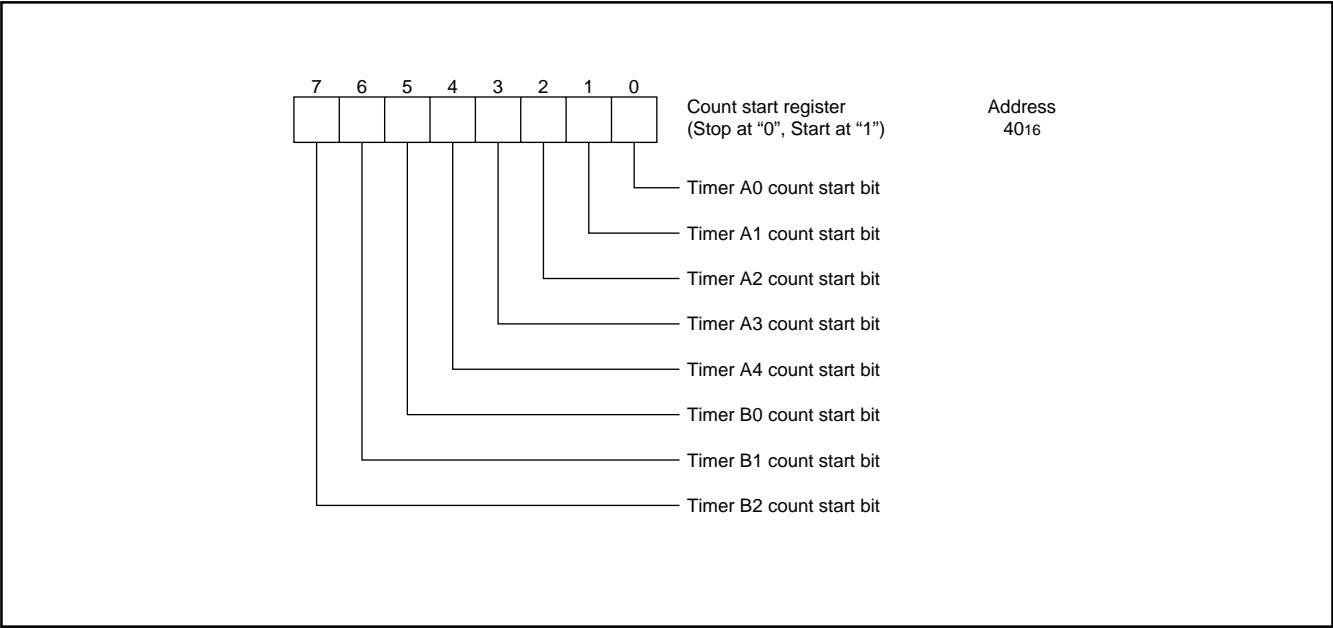 7 6 5 4 3 2 1 0
Count start register Address
(Stop at “0”, Start at “1”) 4016
Timer A0 count start bit
Timer A1 count start bit
Timer A2 count start bit
Timer A3 count start bit
Timer A4 count start bit
Timer B0 count start bit
Timer B1 count start bit
Timer B2 count start bit